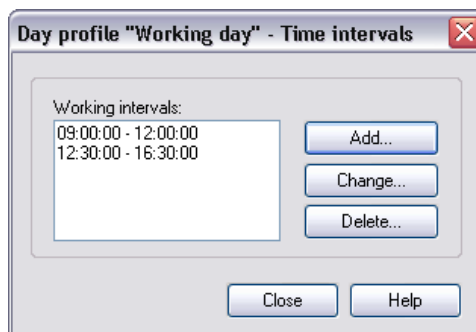 Day profile "Working day" - Time intervals
Working intervals:
09:00:00 - 12:00:00
12:30:00 - 16:30:00
Add...
Change...
Delete...
Close
Help